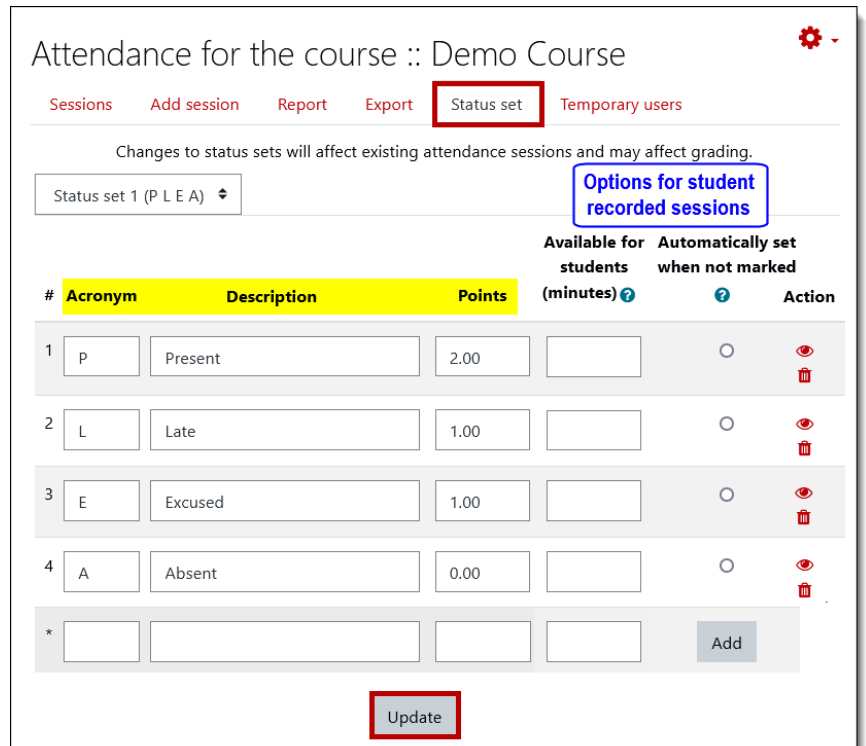 Attendance for the course :: Demo Course
Sessions Add session Report Export Status set Temporary users
Changes to status sets will affect existing attendance sessions and may affect grading.
Status set 1 (P L E A)
Options for student
recorded sessions
# Acronym Description Points Available for students (minutes) ? Automatically set when not marked ? Action
1 P Present 2.00
2 L Late 1.00
3 E Excused 1.00
4 A Absent 0.00
* Add
Update